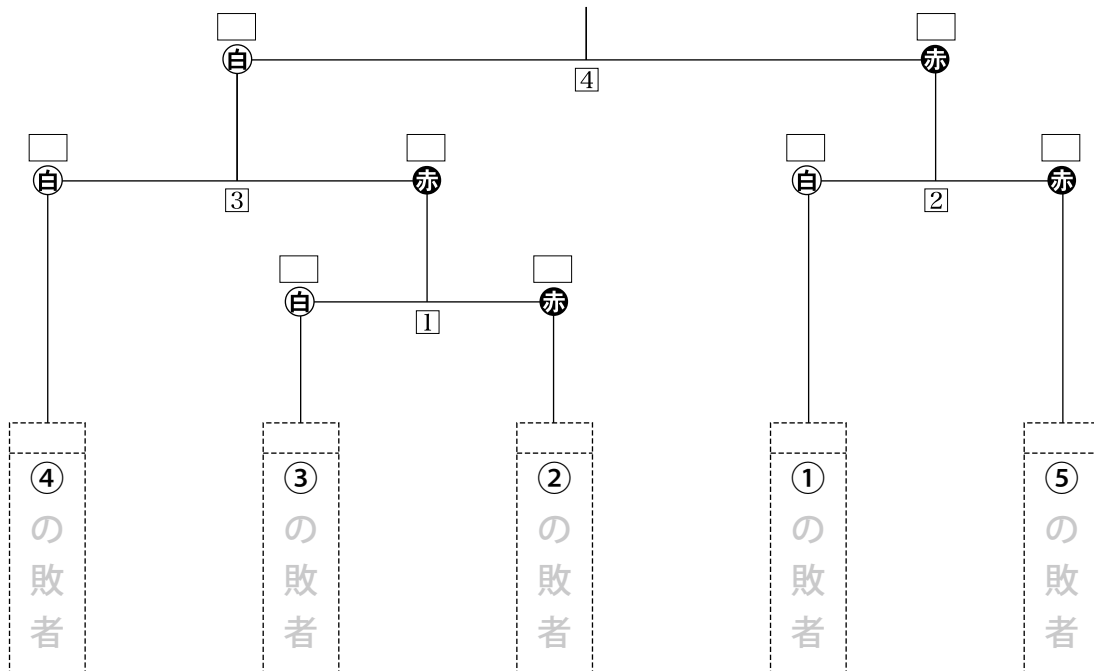 白 赤
4
白 赤 白 赤
3 2
白 赤
1
④の敗者
③の敗者
②の敗者
①の敗者
⑤の敗者